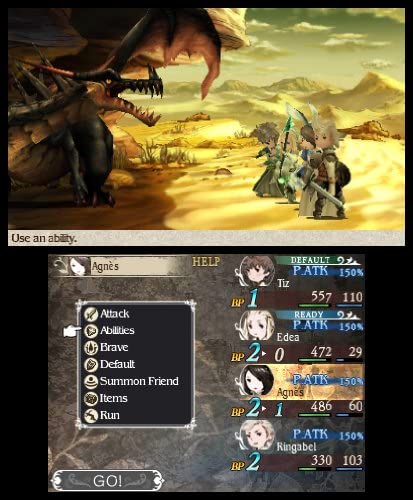 Use an ability.
Agnès
HELP
Attack
Abilities
Brave
Default
Summon Friend
Items
Run
GO!
DEFAULT
P.ATK 150%
Tiz
BP 1 557 110
READY
P.ATK 150%
Edea
BP 2 0 472 29
P.ATK 150%
Agnès
BP 2 1 486 60
P.ATK 150%
Ringabel
BP 2 330 103